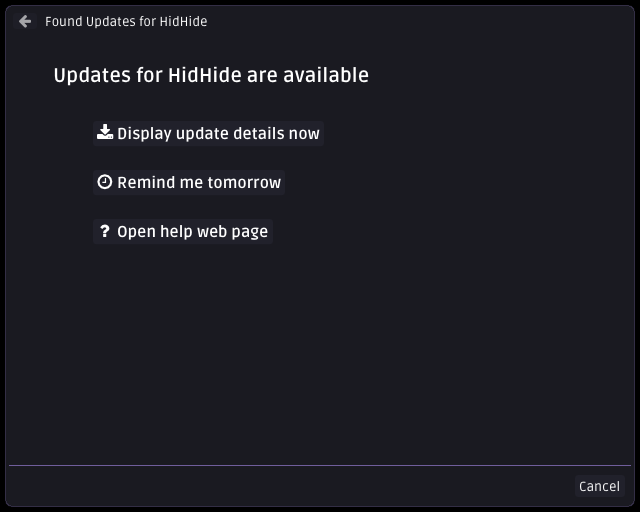 Found Updates for HidHide
Updates for HidHide are available
Display update details now
Remind me tomorrow
? Open help web page
Cancel